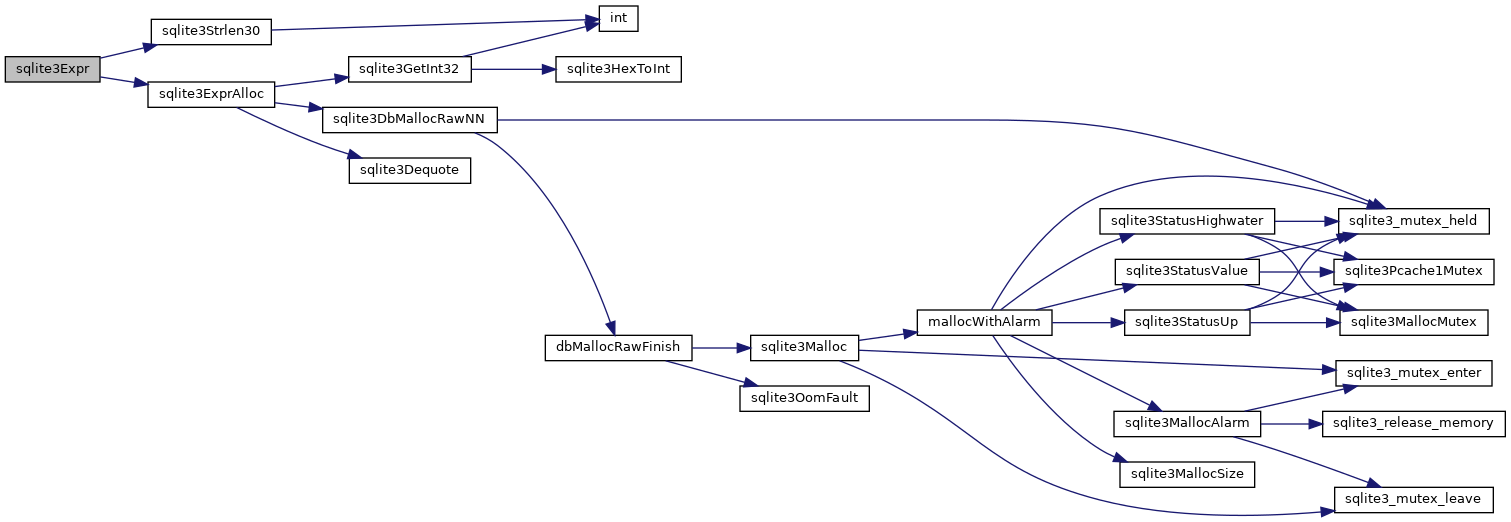 int
sqlite3Strlen30
sqlite3Expr
sqlite3GetInt32
sqlite3HexToInt
sqlite3ExprAlloc
sqlite3DbMallocRawNN
sqlite3Dequote
sqlite3StatusHighwater
sqlite3_mutex_held
sqlite3StatusValue
sqlite3Pcache1Mutex
mallocWithAlarm
sqlite3StatusUp
sqlite3MallocMutex
dbMallocRawFinish
sqlite3Malloc
sqlite3_mutex_enter
sqlite3OomFault
sqlite3MallocAlarm
sqlite3_release_memory
sqlite3MallocSize
sqlite3_mutex_leave